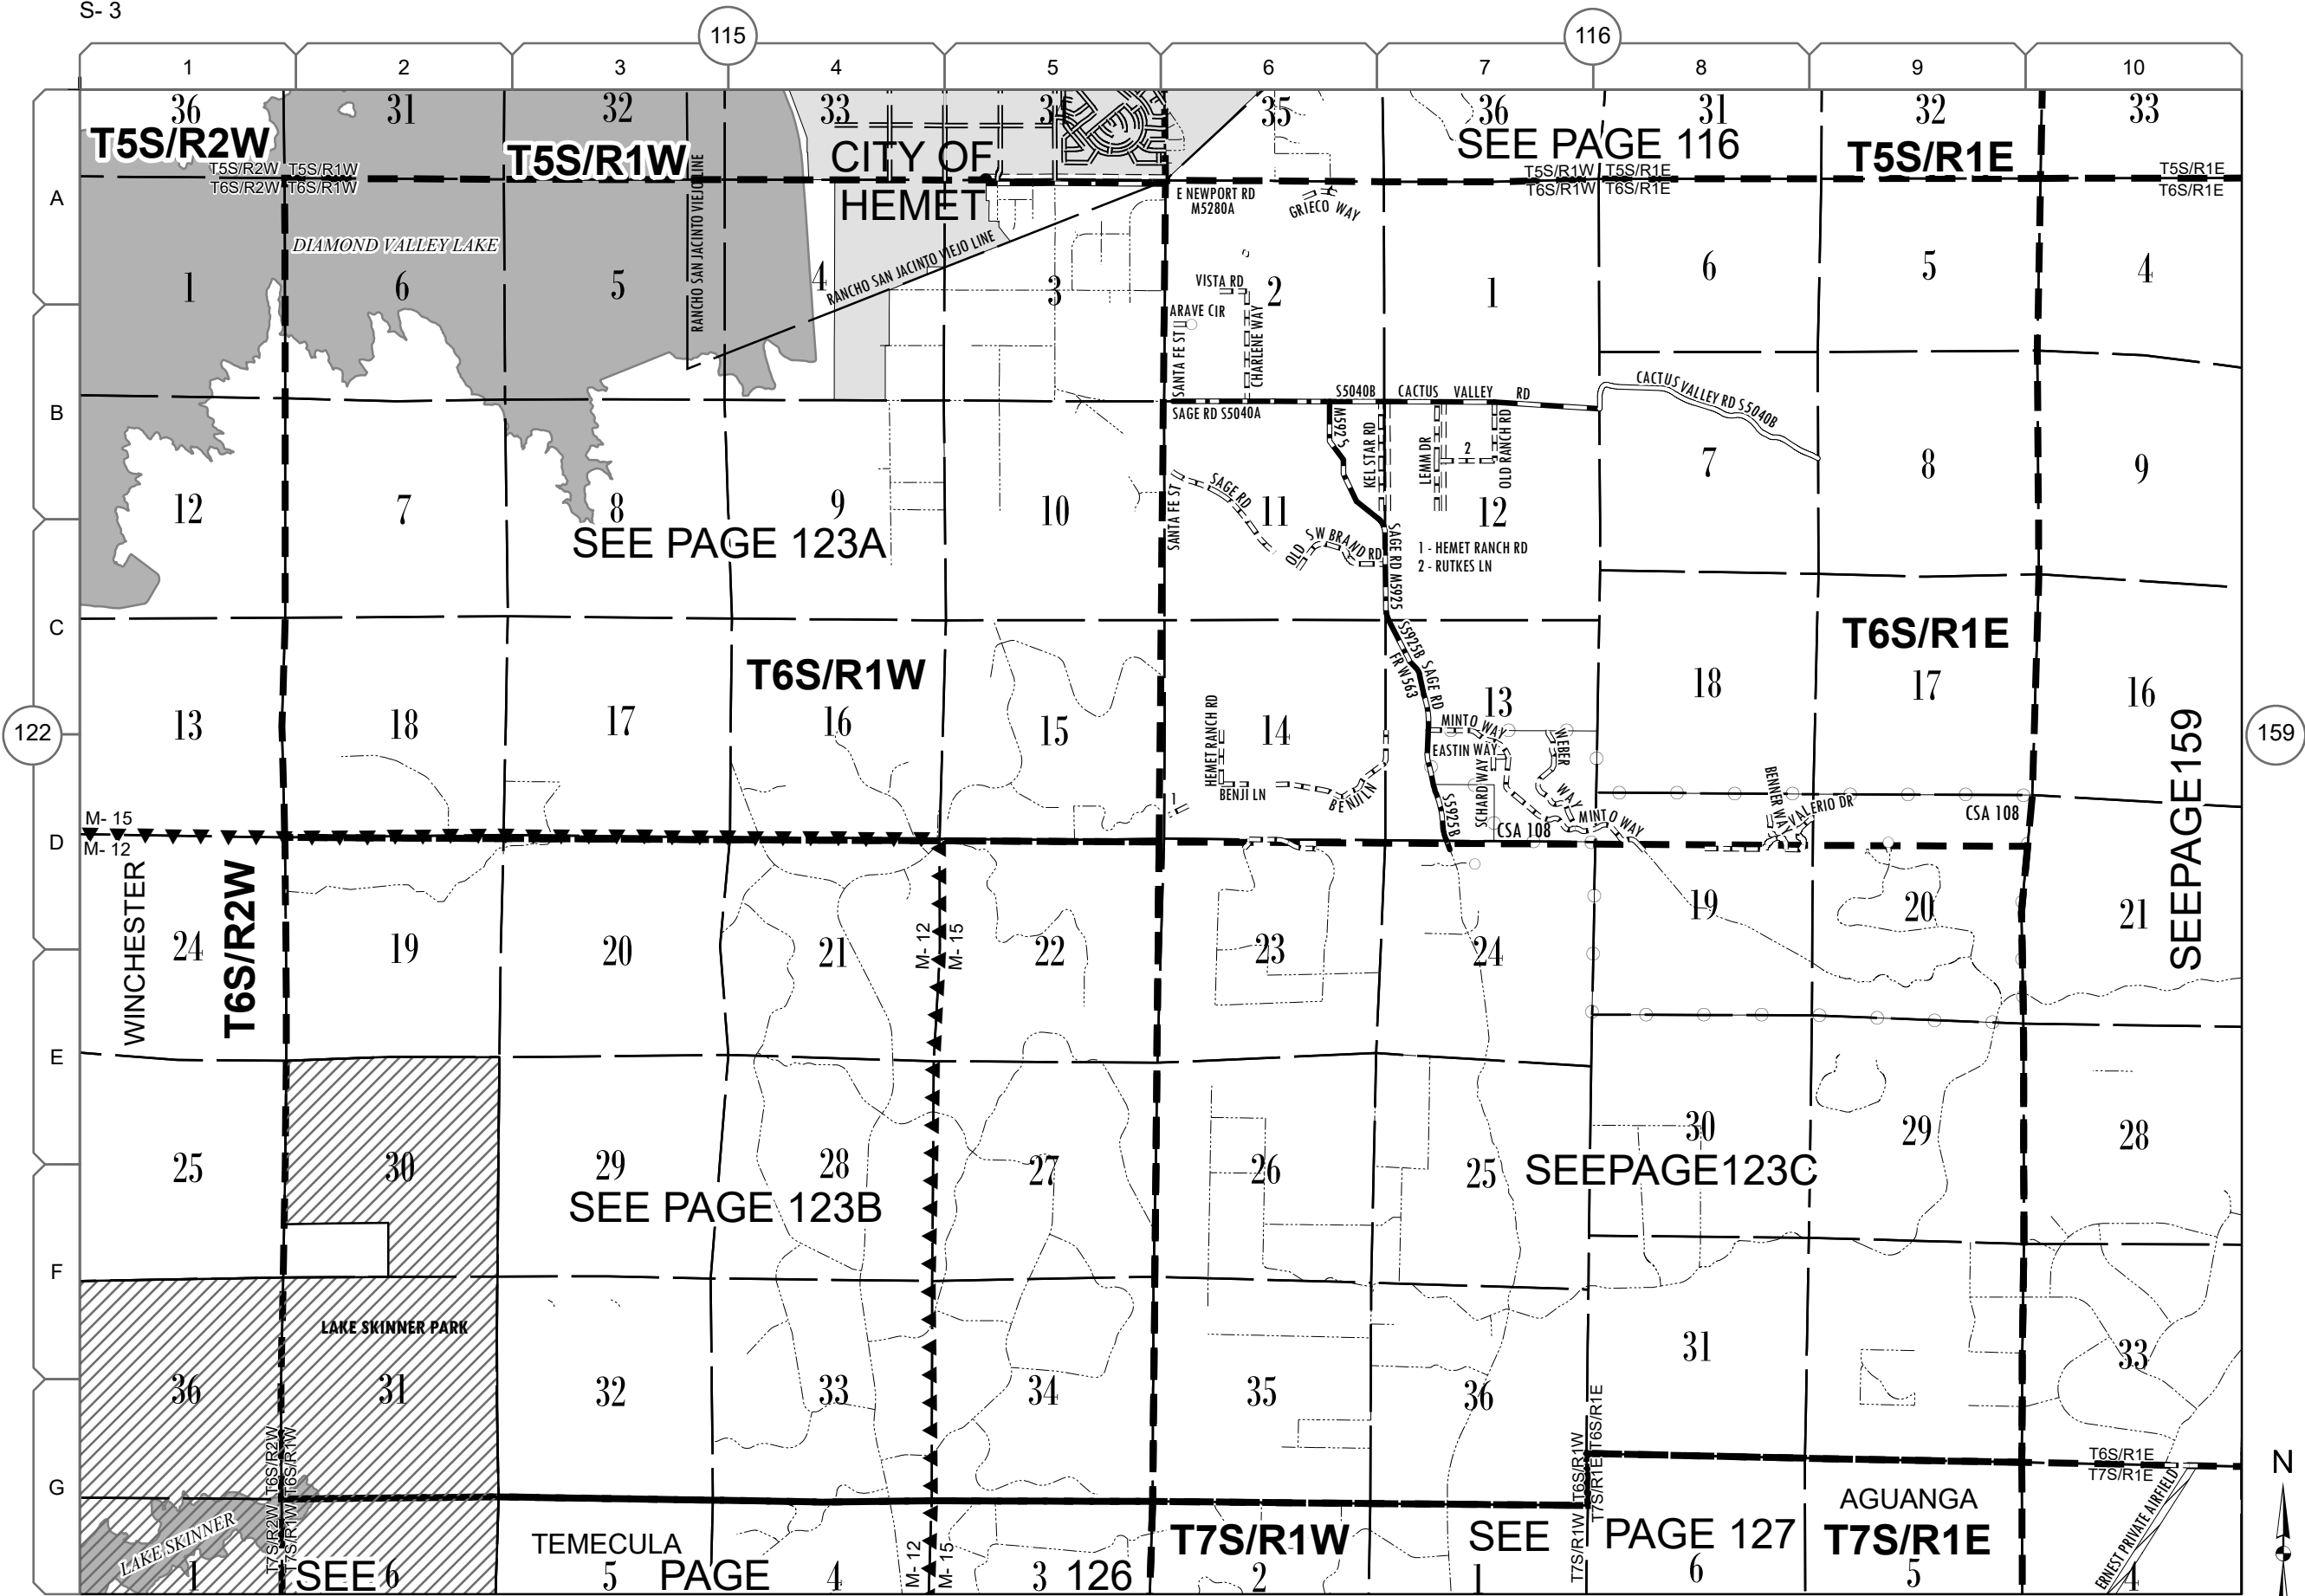 S- 3
115
116
1 2 3 4 5 6 7 8 9 10
36 31 32 33 34 35 36 31 32 33
T5S/R2W
T5S/R1W
CITY OF
HEMET
SEE PAGE 116
T5S/R1E
T5S/R2W T5S/R1W
T6S/R2W T6S/R1W
T5S/R1W T5S/R1E
T6S/R1W T6S/R1E
T5S/R1E
T6S/R1E
A
E NEWPORT RD
M5280A
GRIECO WAY
DIAMOND VALLEY LAKE
RANCHO SAN JACINTO VIEJO LINE
RANCHO SAN JACINTO VIEJO LINE
1 6 5 4 3 2 1 6 5 4
VISTA RD
ARAVE CIR
SANTA FE ST
CHARLENE WAY
B
SAGE RD S5040A
S5040B CACTUS VALLEY RD
CACTUS VALLEY RD S5040B
W592 5
KEL STAR RD
LEMM DR
2
OLD RANCH RD
12 7 8 9 10 11 12 7 8 9
SEE PAGE 123A
SANTA FE ST
SAGE RD
OLD S W BRAND RD
SAGE RD M5925
1 - HEMET RANCH RD
2 - RUTKES LN
C
T6S/R1W
T6S/R1E
S5925B SAGE RD
FR W563
122
159
13 18 17 16 15 14 13 18 17 16
HEMET RANCH RD
MINTO WAY
EASTIN WAY
SCHARD WAY
WEBER WAY
BENJI LN
BENJI LN
1
S5925B
CSA 108
MINTO WAY
BENNER WAY
VALERIO DR
CSA 108
SEEPAGE159
D
M- 15
M- 12
WINCHESTER
T6S/R2W
M- 12
M- 15
24 19 20 21 22 23 24 19 20 21
E
25 30 29 28 27 26 25 30 29 28
SEE PAGE 123B
SEEPAGE123C
F
LAKE SKINNER PARK
36 31 32 33 34 35 36 31 33
G
T7S/R2W T6S/R2W
T7S/R1W T6S/R1W
T7S/R1W T6S/R1W
T7S/R1E T6S/R1E
T6S/R1E
T7S/R1E
N
AGUANGA
ERNEST PRIVATE AIRFIELD
LAKE SKINNER
TEMECULA
M- 12
M- 15
T7S/R1W
SEE PAGE 127
T7S/R1E
1 SEE 6 5 PAGE 4 3 126 2 1 6 5 4